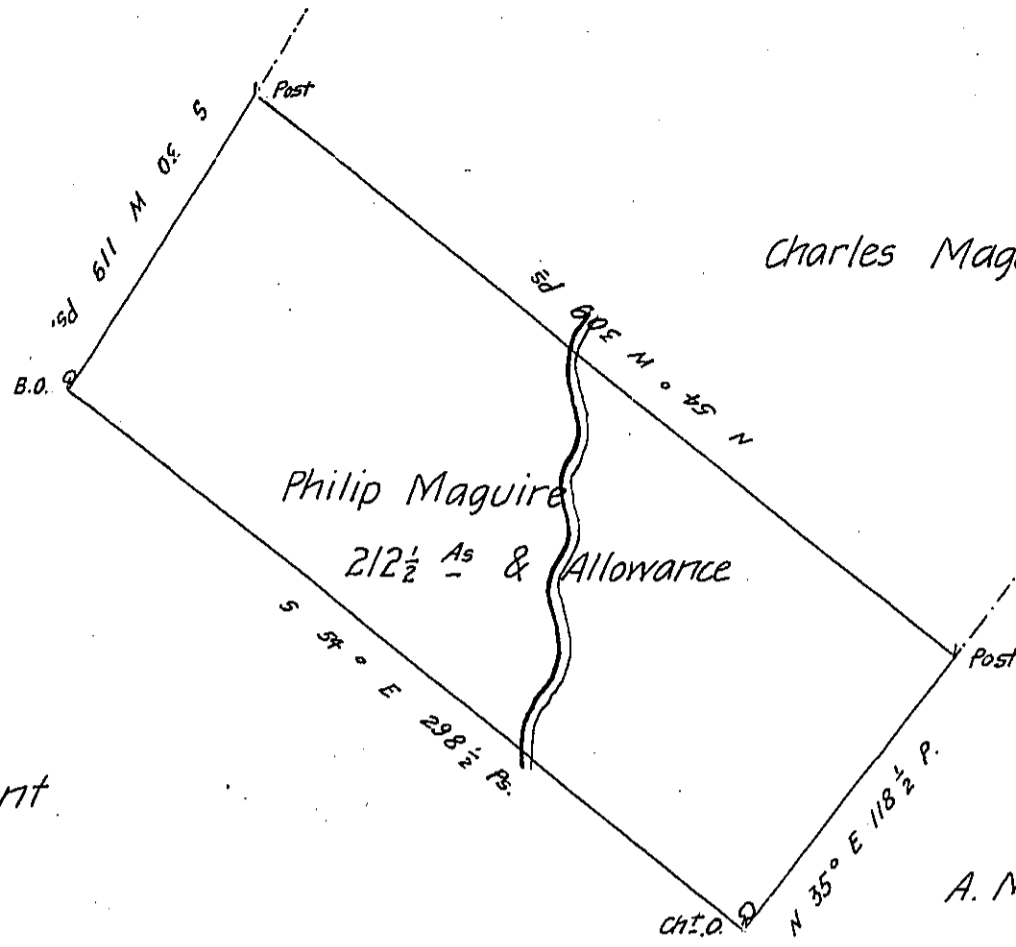 Post
S 30 W 119 ps.
Charles Mag
N 54° W 309 ps
B.O.
Philip Maguire
212½ As & Allowance
S 54° E 298½ Ps.
Post
nt
N 35° E 118½ P.
A. M
Cht.O.